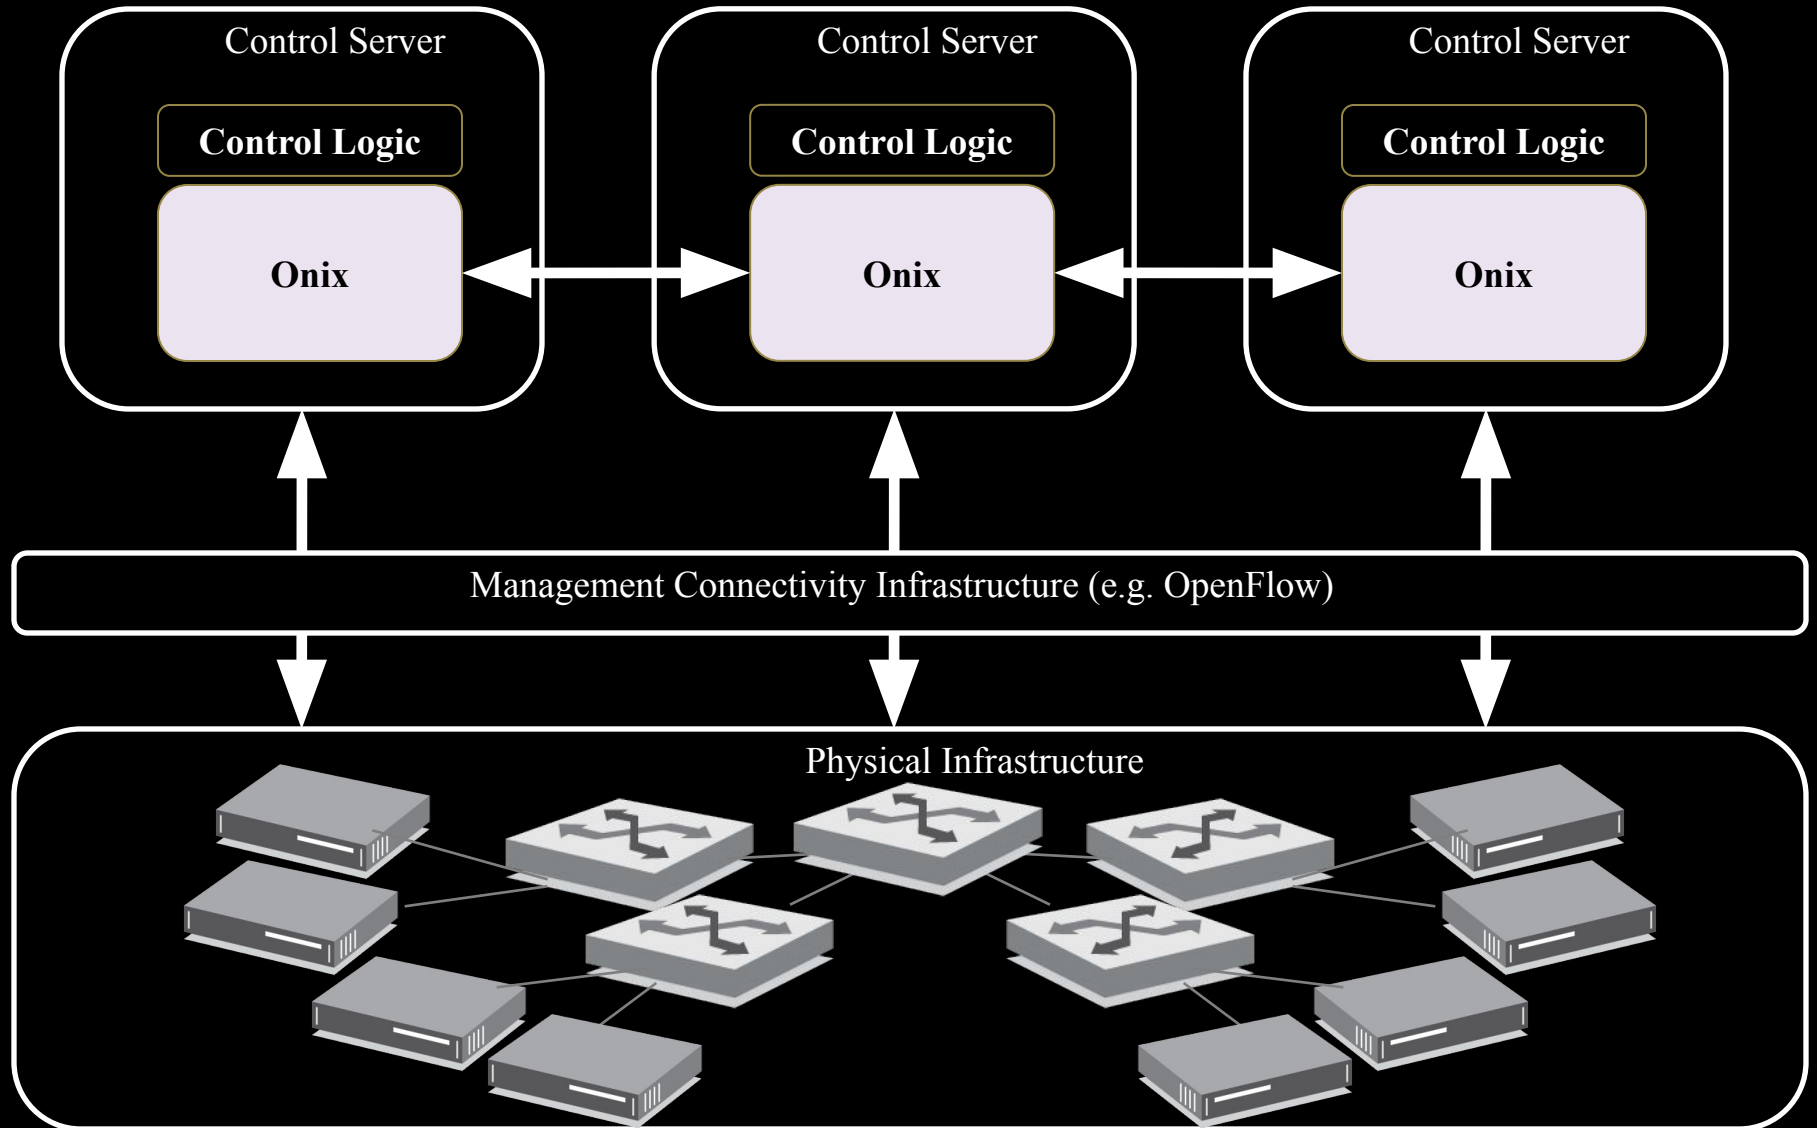 Control Server
Control Server
Control Server
Control Logic
Control Logic
Control Logic
Onix
Onix
Onix
Management Connectivity Infrastructure (e.g. OpenFlow)
Physical Infrastructure